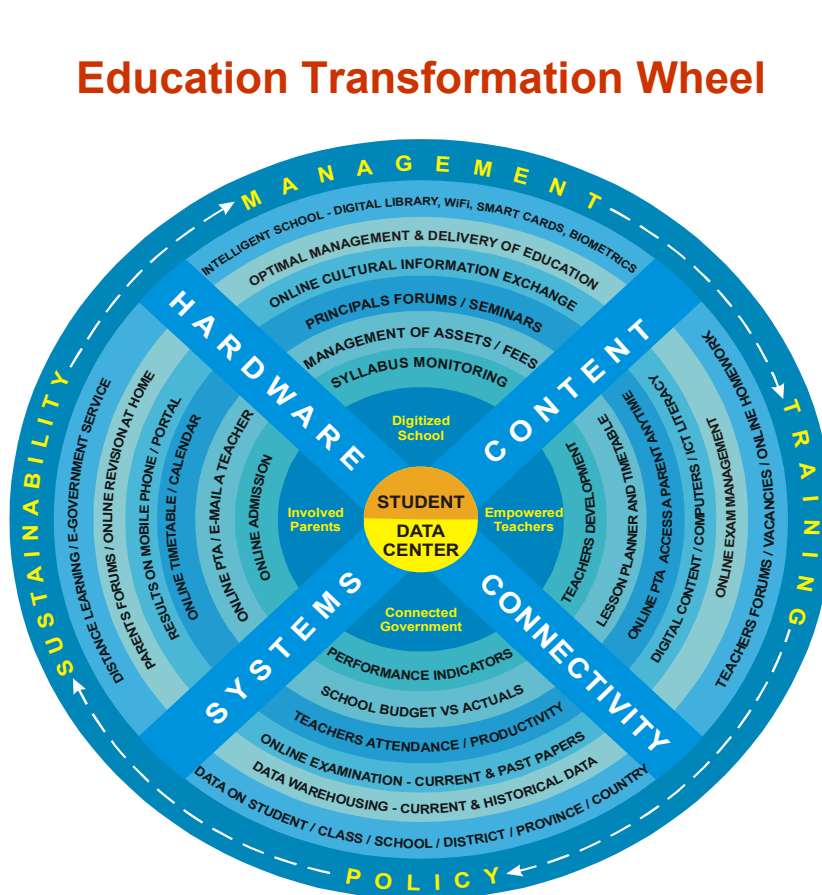 Education Transformation Wheel
MANAGEMENT
INTELLIGENT SCHOOL - DIGITAL LIBRARY, WiFi, SMART CARDS, BIOMETRICS
OPTIMAL MANAGEMENT & DELIVERY OF EDUCATION
ONLINE CULTURAL INFORMATION EXCHANGE
PRINCIPALS FORUMS / SEMINARS
MANAGEMENT OF ASSETS / FEES
SYLLABUS MONITORING
Digitized
School
HARDWARE
CONTENT
TRAINING
TEACHERS FORUMS / VACANCIES / ONLINE HOMEWORK
ONLINE EXAM MANAGEMENT
DIGITAL CONTENT / COMPUTERS / ICT LITERACY
ONLINE PTA ACCESS A PARENT ANYTIME
LESSON PLANNER AND TIMETABLE
TEACHERS DEVELOPMENT
Empowered
Teachers
STUDENT
DATA
CENTER
Involved
Parents
ONLINE ADMISSION
ONLINE PTA / E-MAIL A TEACHER
ONLINE TIMETABLE / CALENDAR
RESULTS ON MOBILE PHONE / PORTAL
PARENTS FORUMS / ONLINE REVISION AT HOME
DISTANCE LEARNING / E-GOVERNMENT SERVICE
SUSTAINABILITY
SYSTEMS
CONNECTIVITY
Connected
Government
PERFORMANCE INDICATORS
SCHOOL BUDGET VS ACTUALS
TEACHERS ATTENDANCE / PRODUCTIVITY
ONLINE EXAMINATION - CURRENT & PAST PAPERS
DATA WAREHOUSING - CURRENT & HISTORICAL DATA
DATA ON STUDENT / CLASS / SCHOOL / DISTRICT / PROVINCE / COUNTRY
POLICY